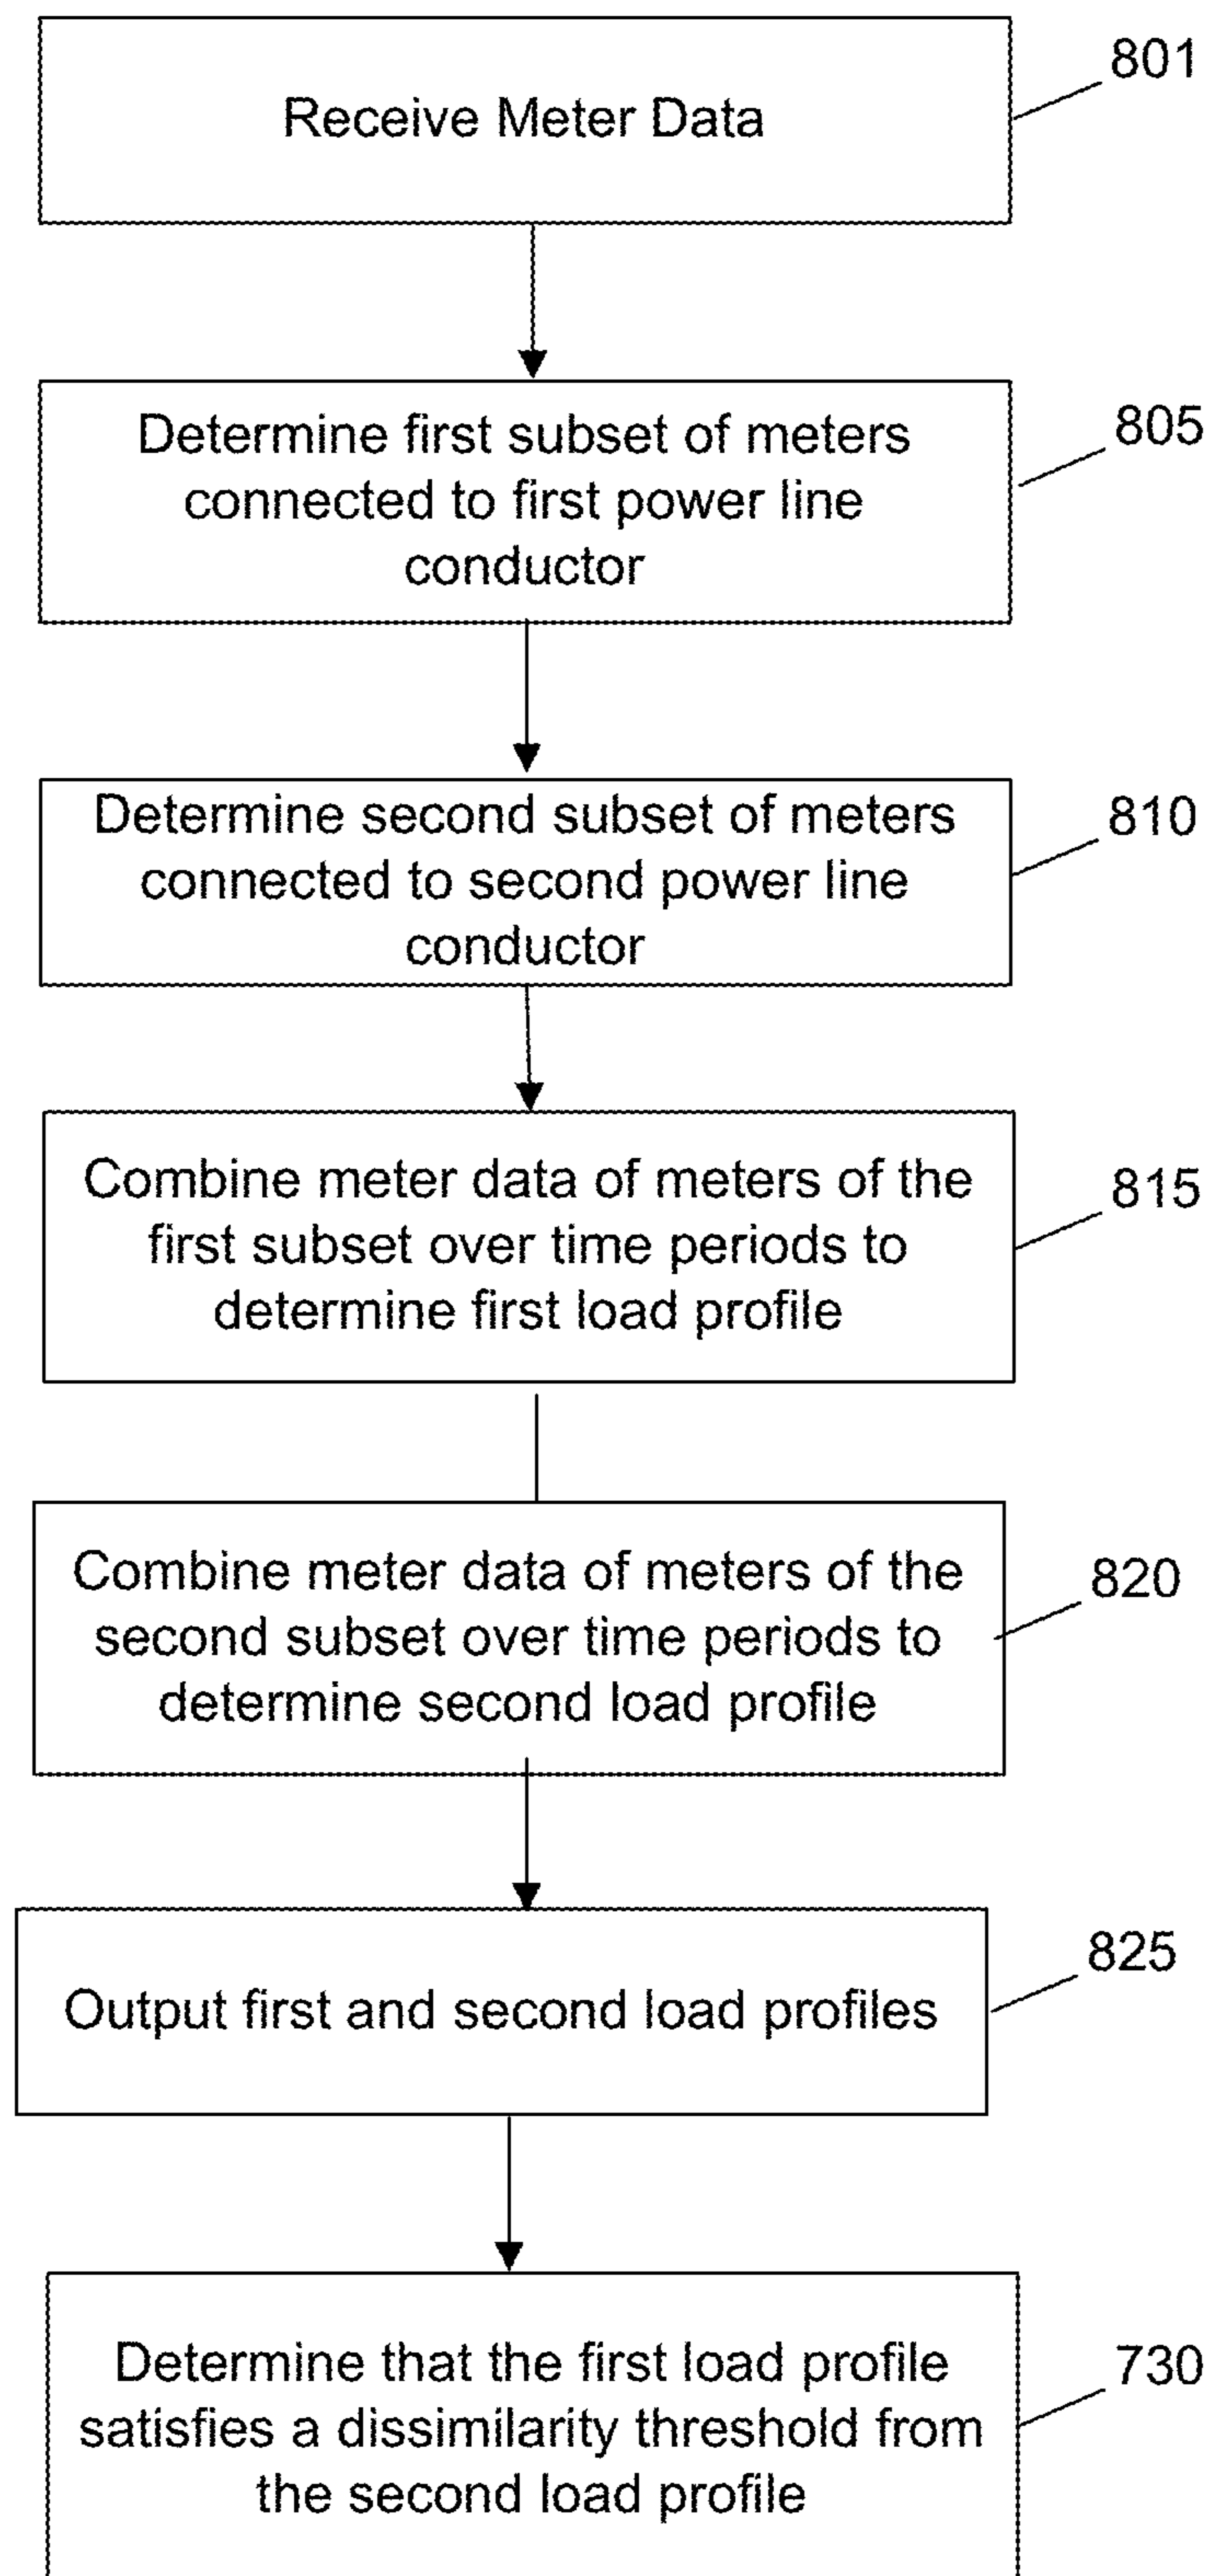 Receive Meter Data
801
Determine first subset of meters
connected to first power line
conductor
805
Determine second subset of meters
connected to second power line
conductor
810
Combine meter data of meters of the
first subset over time periods to
determine first load profile
815
Combine meter data of meters of the
second subset over time periods to
determine second load profile
820
Output first and second load profiles
825
Determine that the first load profile
satisfies a dissimilarity threshold from
the second load profile
730